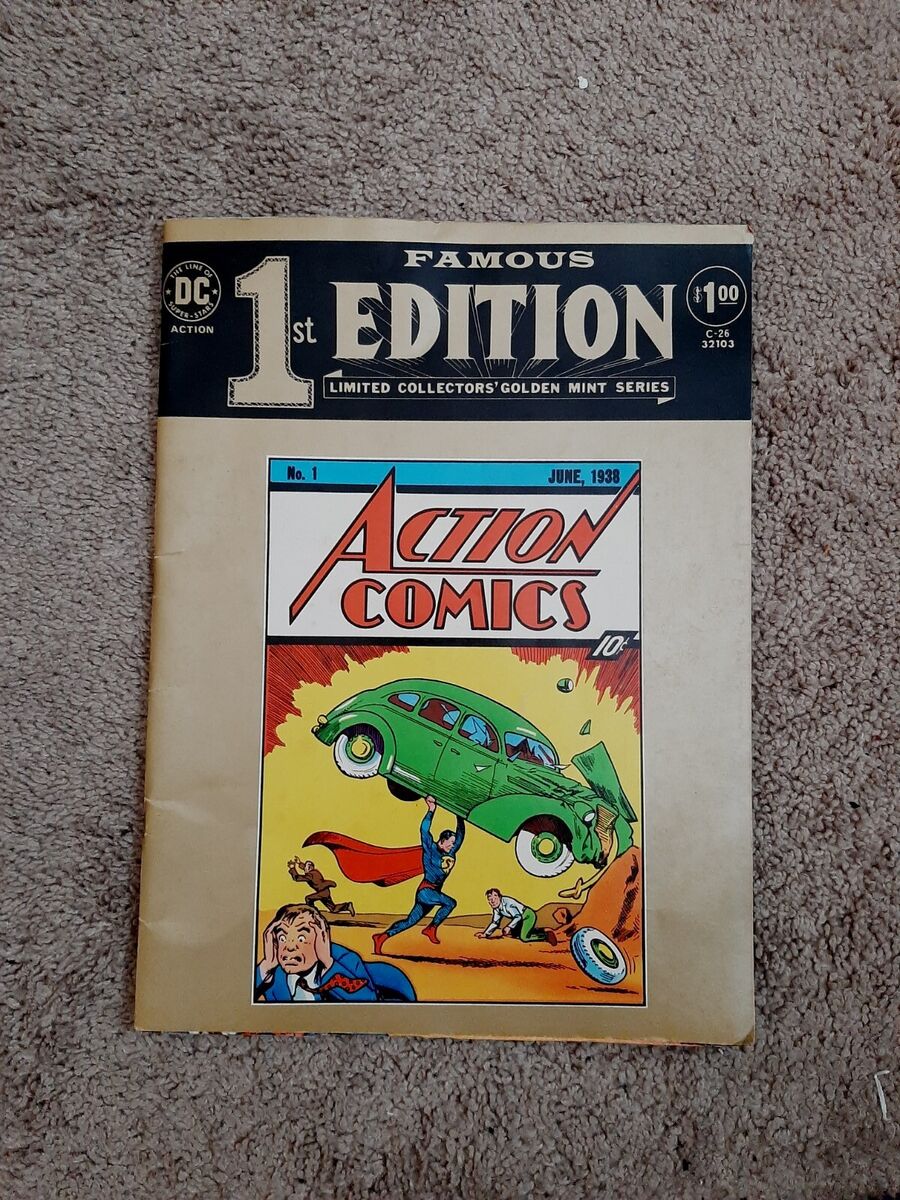 THE LINE OF
DC
SUPER-STARS
ACTION
1st
FAMOUS
EDITION
LIMITED COLLECTORS' GOLDEN MINT SERIES
$1.00
C-26
32103
No. 1
JUNE, 1938
ACTION
COMICS
10¢
S